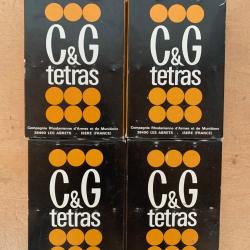 C&G
tetras
Compagnie Rhodanienne d'Armes et de Munitions
38490 LES ABRETS ISERE (FRANCE)
C&G
tetras
Compagnie Rhodanienne d'Armes et de Munitions
38490 LES ABRETS ISERE (FRANCE)
C&G
tetras
C&G
tetras